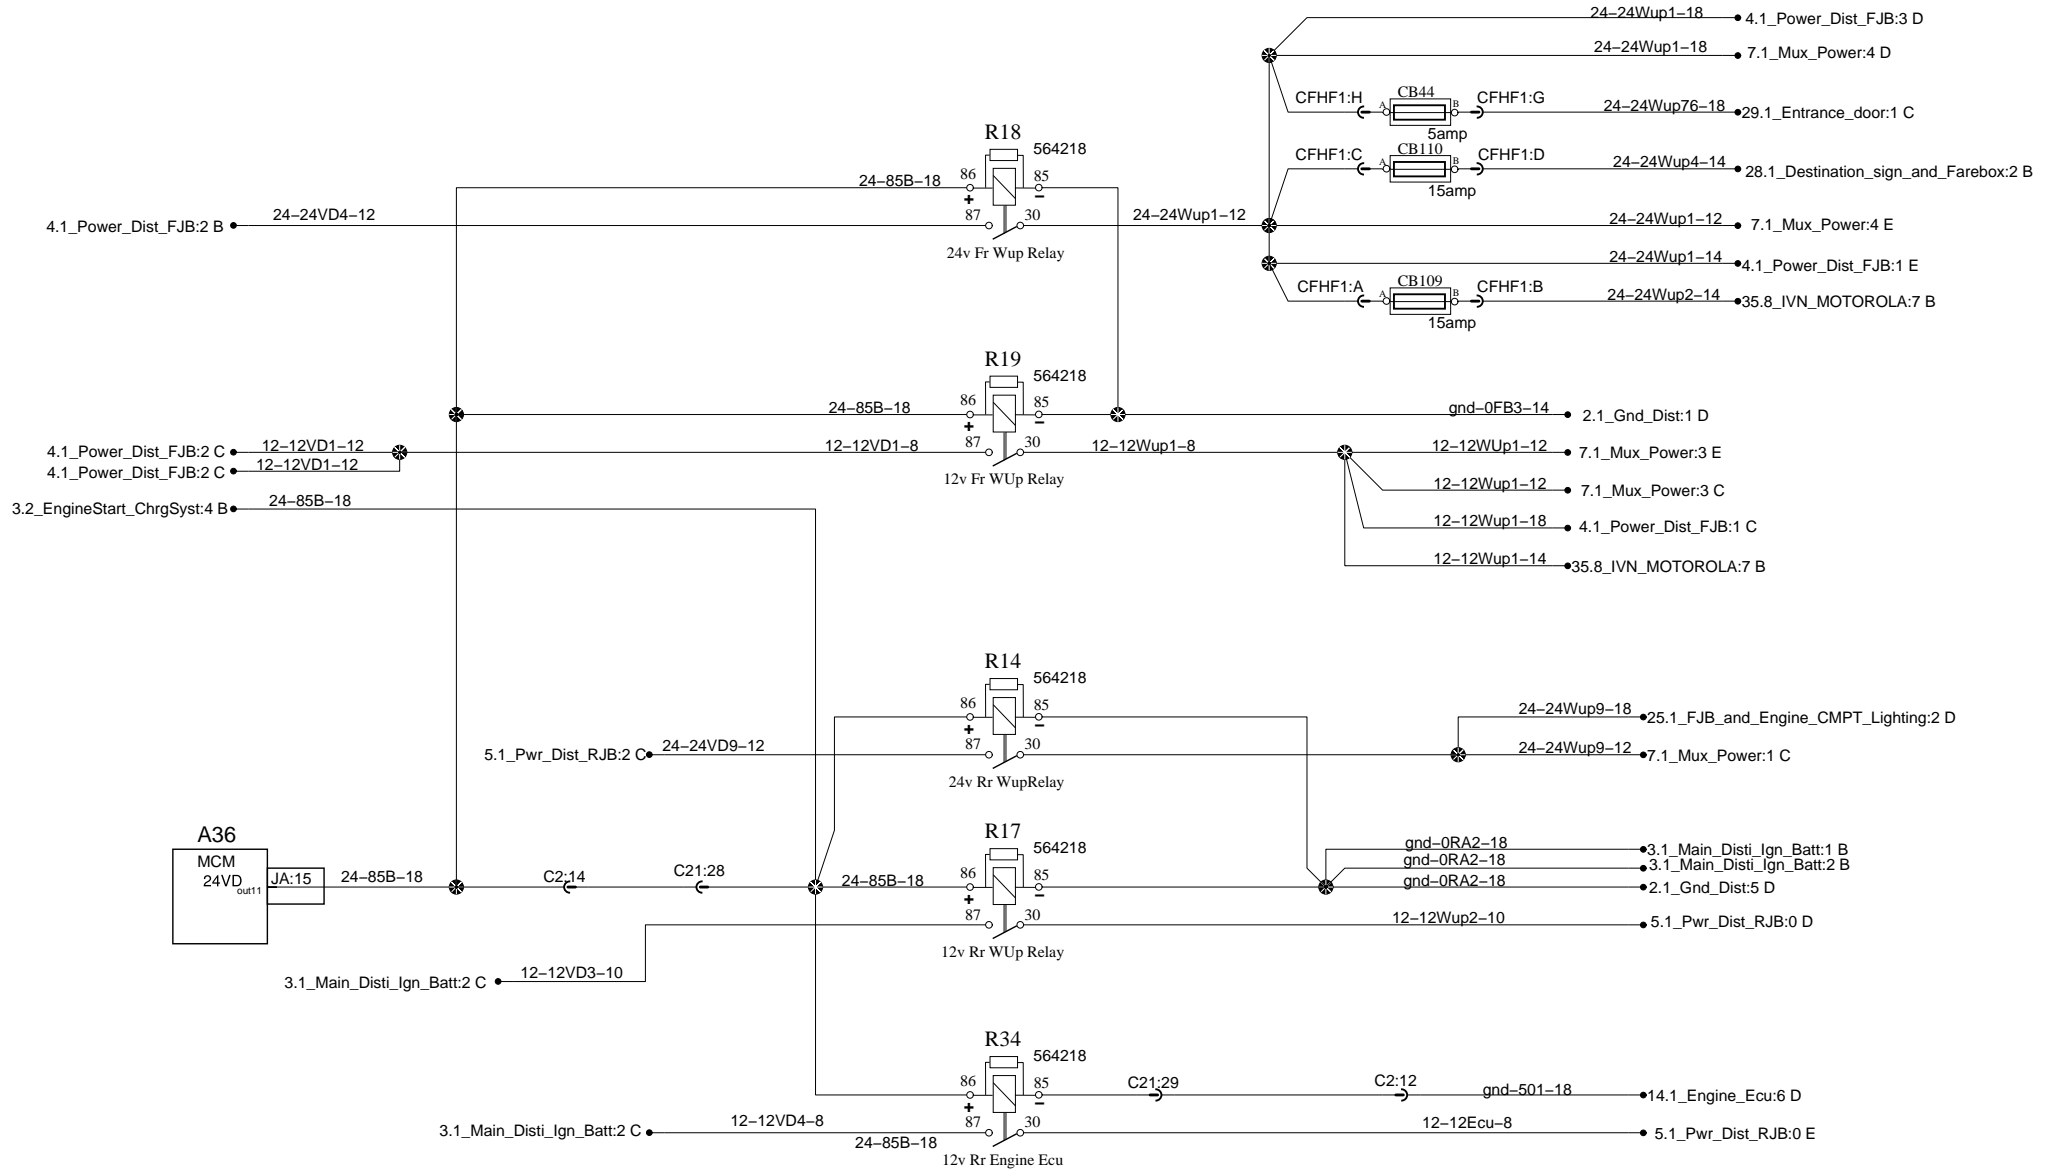 24−24Wup1−18
4.1_Power_Dist_FJB:3 D
24−24Wup1−18
7.1_Mux_Power:4 D
CFHF1:H
A
CB44
B
CFHF1:G
24−24Wup76−18
29.1_Entrance_door:1 C
5amp
CFHF1:C
A
CB110
B
CFHF1:D
24−24Wup4−14
28.1_Destination_sign_and_Farebox:2 B
15amp
R18
564218
24−85B−18
86
85
+
−
4.1_Power_Dist_FJB:2 B
24−24VD4−12
87
30
24−24Wup1−12
24−24Wup1−12
7.1_Mux_Power:4 E
24v Fr Wup Relay
24−24Wup1−14
4.1_Power_Dist_FJB:1 E
CFHF1:A
A
CB109
B
CFHF1:B
24−24Wup2−14
35.8_IVN_MOTOROLA:7 B
15amp
R19
564218
24−85B−18
86
85
+
−
gnd−0FB3−14
2.1_Gnd_Dist:1 D
4.1_Power_Dist_FJB:2 C
12−12VD1−12
12−12VD1−8
87
30
12−12Wup1−8
12−12WUp1−12
7.1_Mux_Power:3 E
4.1_Power_Dist_FJB:2 C
12−12VD1−12
12v Fr WUp Relay
12−12Wup1−12
7.1_Mux_Power:3 C
3.2_EngineStart_ChrgSyst:4 B
24−85B−18
12−12Wup1−18
4.1_Power_Dist_FJB:1 C
12−12Wup1−14
35.8_IVN_MOTOROLA:7 B
R14
564218
86
85
+
−
24−24Wup9−18
25.1_FJB_and_Engine_CMPT_Lighting:2 D
5.1_Pwr_Dist_RJB:2 C
24−24VD9−12
87
30
24−24Wup9−12
7.1_Mux_Power:1 C
24v Rr WupRelay
A36
MCM
24VD
out11
JA:15
24−85B−18
C2:14
C21:28
24−85B−18
R17
564218
86
85
+
−
gnd−0RA2−18
3.1_Main_Disti_Ign_Batt:1 B
gnd−0RA2−18
3.1_Main_Disti_Ign_Batt:2 B
gnd−0RA2−18
2.1_Gnd_Dist:5 D
87
30
12−12Wup2−10
5.1_Pwr_Dist_RJB:0 D
12v Rr WUp Relay
3.1_Main_Disti_Ign_Batt:2 C
12−12VD3−10
R34
564218
86
85
+
−
C21:29
C2:12
gnd−501−18
14.1_Engine_Ecu:6 D
3.1_Main_Disti_Ign_Batt:2 C
12−12VD4−8
87
30
12−12Ecu−8
5.1_Pwr_Dist_RJB:0 E
24−85B−18
12v Rr Engine Ecu